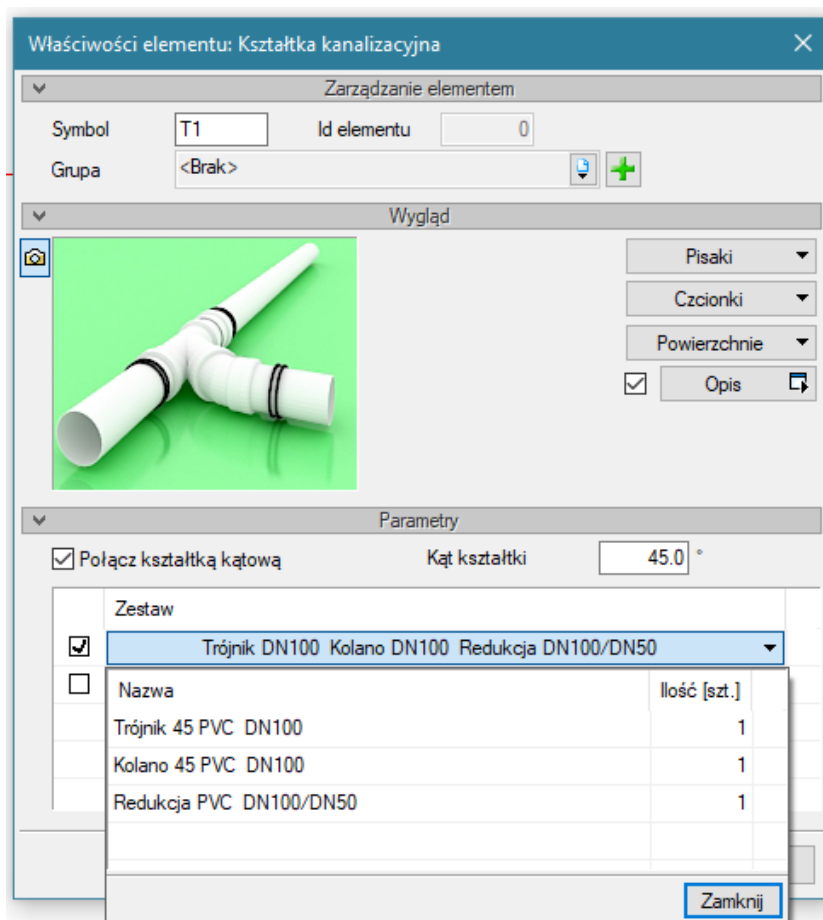 Właściwości elementu: Kształtka kanalizacyjna
Zarządzanie elementem
Symbol T1 Id elementu 0
Grupa <Brak>
Wygląd
Pisaki
Czcionki
Powierzchnie
Opis
Parametry
Połącz kształtką kątową Kąt kształtki 45.0 °
Zestaw
Trójnik DN100 Kolano DN100 Redukcja DN100/DN50
Nazwa Ilość [szt.]
Trójnik 45 PVC DN100 1
Kolano 45 PVC DN100 1
Redukcja PVC DN100/DN50 1
Zamknij